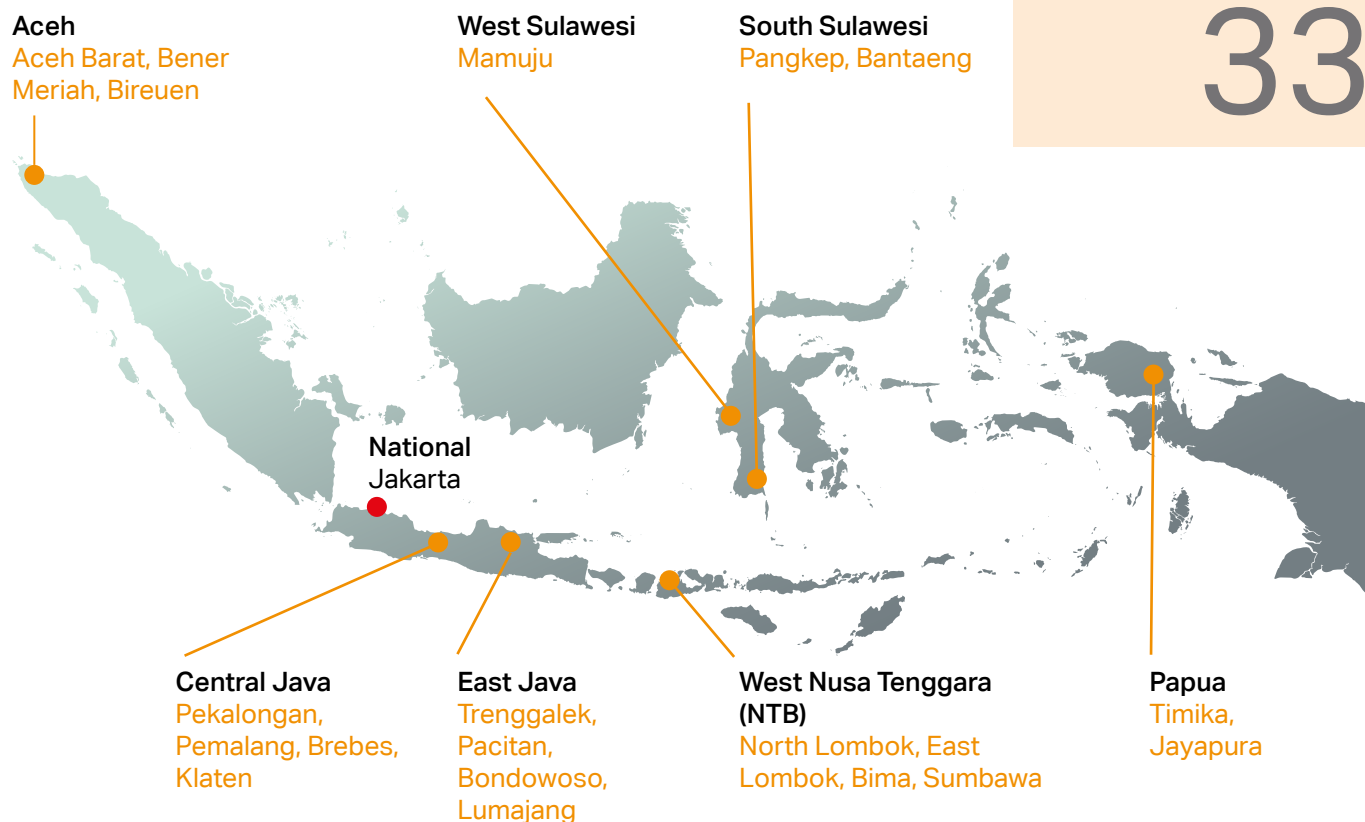 Aceh
Aceh Barat, Bener
Meriah, Bireuen
West Sulawesi
Mamuju
South Sulawesi
Pangkep, Bantaeng
33
National
Jakarta
Central Java
Pekalongan,
Pemalang, Brebes,
Klaten
East Java
Trenggalek,
Pacitan,
Bondowoso,
Lumajang
West Nusa Tenggara
(NTB)
North Lombok, East
Lombok, Bima, Sumbawa
Papua
Timika,
Jayapura